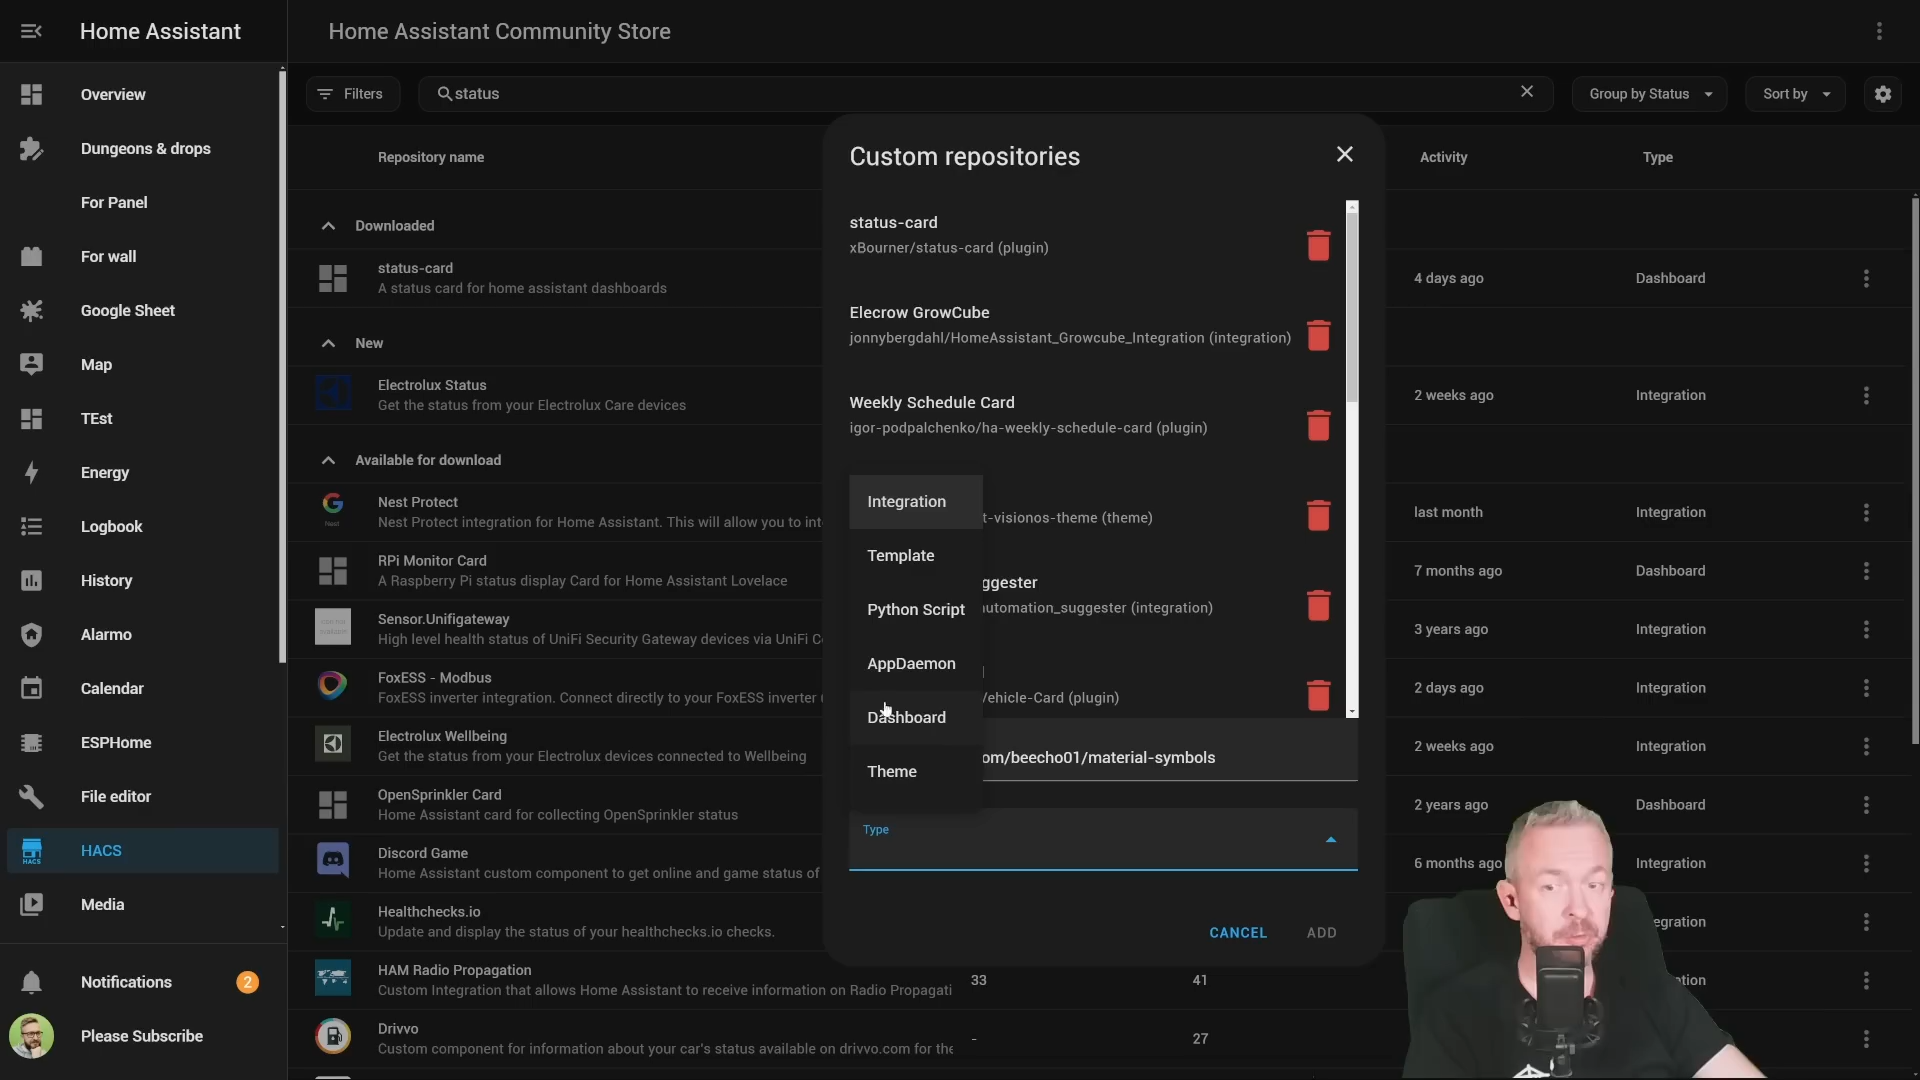 Home Assistant
Home Assistant Community Store
Overview
Dungeons & drops
For Panel
For wall
Google Sheet
Map
TEst
Energy
Logbook
History
Alarmo
Calendar
ESPHome
File editor
HACS
HACS
Media
Notifications
2
Please Subscribe
Filters
status
Group by Status
Sort by
Repository name
Activity
Type
Downloaded
status-card
A status card for home assistant dashboards
4 days ago
Dashboard
New
Electrolux Status
Get the status from your Electrolux Care devices
2 weeks ago
Integration
Available for download
Nest Protect
Nest Protect integration for Home Assistant. This will allow you to int
last month
Integration
RPi Monitor Card
A Raspberry Pi status display Card for Home Assistant Lovelace
7 months ago
Dashboard
Sensor.Unifigateway
High level health status of UniFi Security Gateway devices via UniFi C
3 years ago
Integration
FoxESS - Modbus
FoxESS inverter integration. Connect directly to your FoxESS inverter
2 days ago
Integration
Electrolux Wellbeing
Get the status from your Electrolux devices connected to Wellbeing
2 weeks ago
Integration
OpenSprinkler Card
Home Assistant card for collecting OpenSprinkler status
2 years ago
Dashboard
Discord Game
Home Assistant custom component to get online and game status of
6 months ago
Integration
Healthchecks.io
Update and display the status of your healthchecks.io checks.
egration
HAM Radio Propagation
Custom Integration that allows Home Assistant to receive information on Radio Propagati
33
41
ation
Drivvo
Custom component for information about your car's status available on drivvo.com for the
-
27
Custom repositories
status-card
xBourner/status-card (plugin)
Elecrow GrowCube
jonnybergdahl/HomeAssistant_Growcube_Integration (integration)
Weekly Schedule Card
igor-podpalchenko/ha-weekly-schedule-card (plugin)
t-visionos-theme (theme)
ggester
automation_suggester (integration)
Vehicle-Card (plugin)
Integration
Template
Python Script
AppDaemon
Dashboard
Theme
om/beecho01/material-symbols
Type
CANCEL
ADD